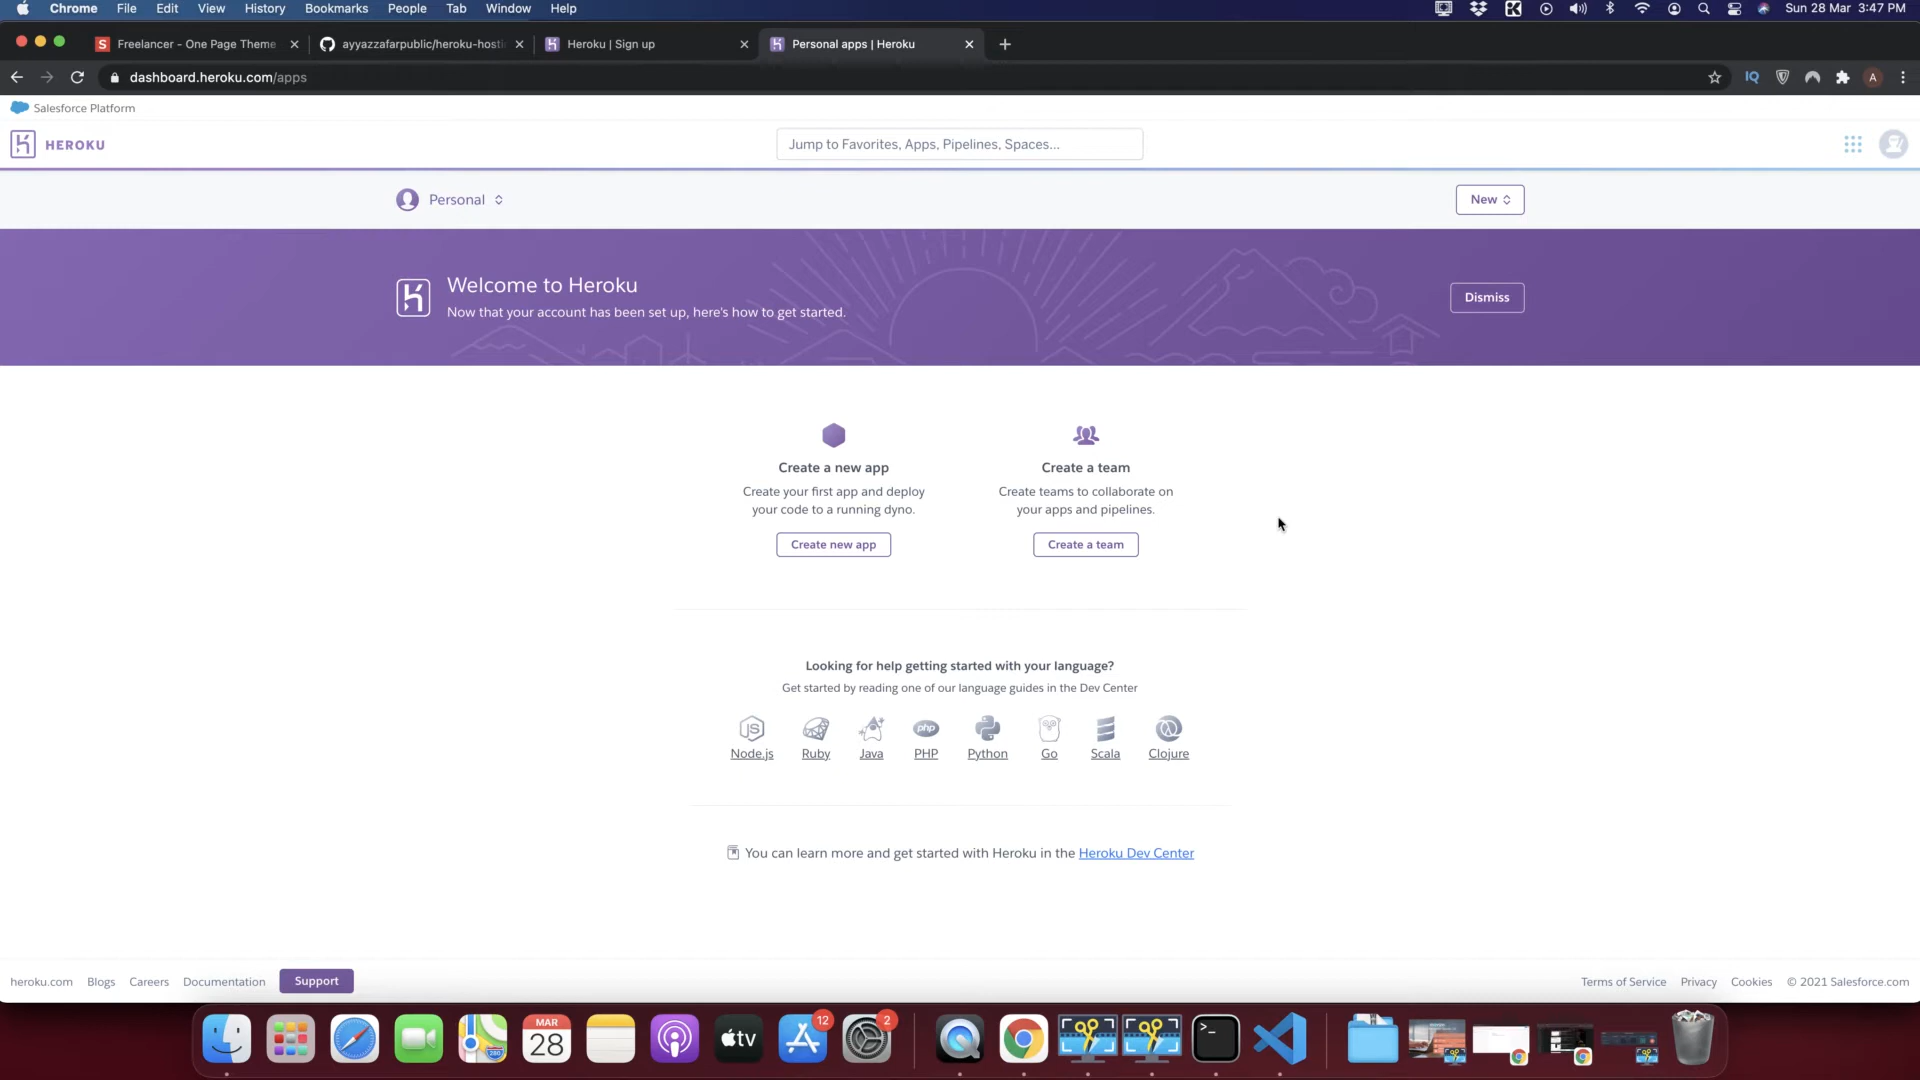 Chrome File Edit View History Bookmarks People Tab Window Help
Sun 28 Mar 3:47 PM
Freelancer - One Page Theme
ayyazzafarpublic/heroku-hosti
Heroku | Sign up
Personal apps | Heroku
dashboard.heroku.com/apps
IQ
A
Salesforce Platform
HEROKU
Jump to Favorites, Apps, Pipelines, Spaces...
Personal
New
Welcome to Heroku
Now that your account has been set up, here's how to get started.
Dismiss
Create a new app
Create your first app and deploy
your code to a running dyno.
Create new app
Create a team
Create teams to collaborate on
your apps and pipelines.
Create a team
Looking for help getting started with your language?
Get started by reading one of our language guides in the Dev Center
Node.js Ruby Java PHP Python Go Scala Clojure
You can learn more and get started with Heroku in the Heroku Dev Center
heroku.com Blogs Careers Documentation Support
Terms of Service Privacy Cookies © 2021 Salesforce.com
MAR
28
tv
12
2